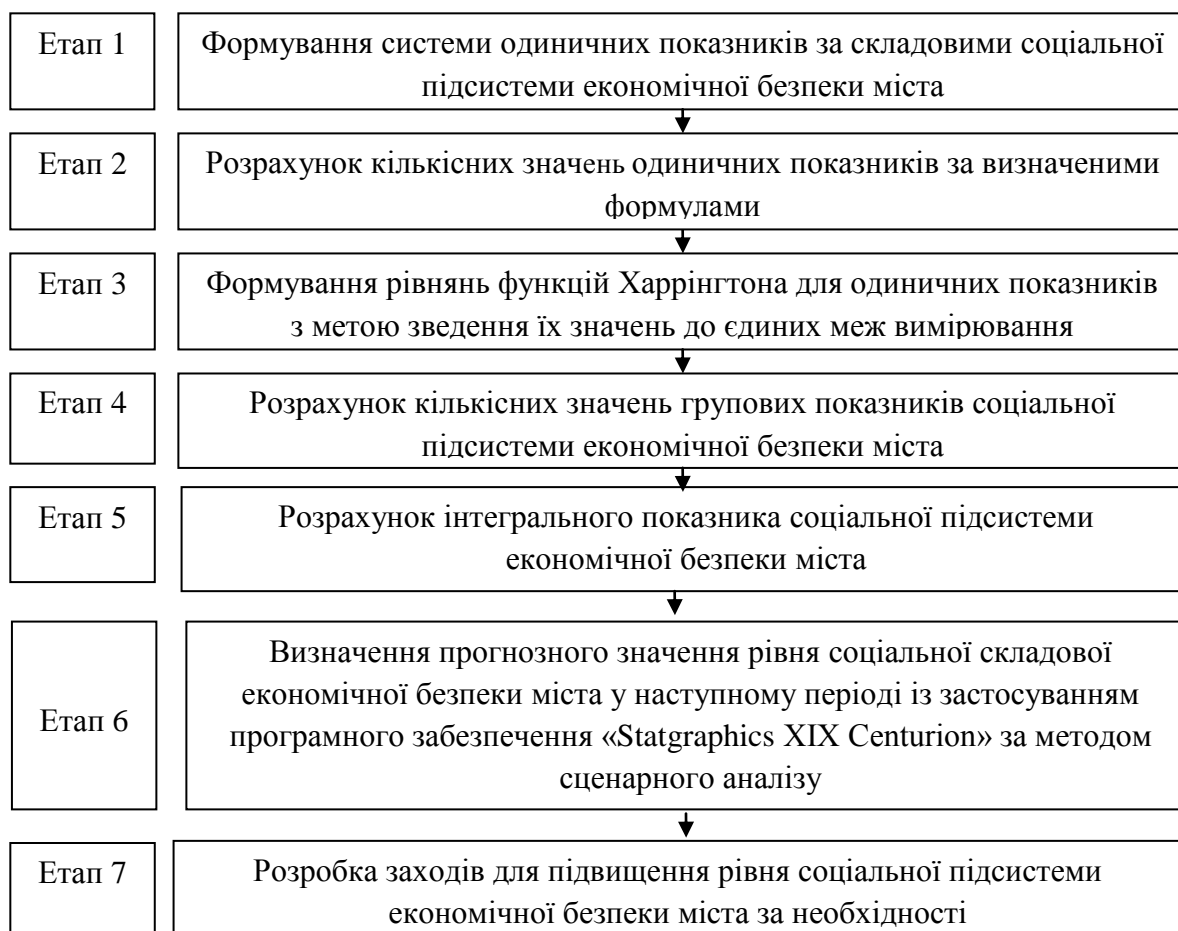 Етап 1
Формування системи одиничних показників за складовими соціальної
підсистеми економічної безпеки міста
Етап 2
Розрахунок кількісних значень одиничних показників за визначеними
формулами
Етап 3
Формування рівнянь функцій Харрінгтона для одиничних показників
з метою зведення їх значень до єдиних меж вимірювання
Етап 4
Розрахунок кількісних значень групових показників соціальної
підсистеми економічної безпеки міста
Етап 5
Розрахунок інтегрального показника соціальної підсистеми
економічної безпеки міста
Етап 6
Визначення прогнозного значення рівня соціальної складової
економічної безпеки міста у наступному періоді із застосуванням
програмного забезпечення «Statgraphics XIX Centurion» за методом
сценарного аналізу
Етап 7
Розробка заходів для підвищення рівня соціальної підсистеми
економічної безпеки міста за необхідності